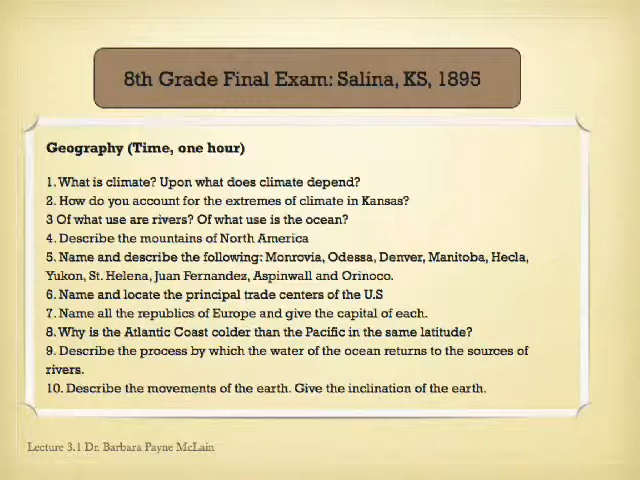 8th Grade Final Exam: Salina, KS, 1895
Geography (Time, one hour)
1. What is climate? Upon what does climate depend?
2. How do you account for the extremes of climate in Kansas?
3 Of what use are rivers? Of what use is the ocean?
4. Describe the mountains of North America
5. Name and describe the following: Monrovia, Odessa, Denver, Manitoba, Hecla,
Yukon, St. Helena, Juan Fernandez, Aspinwall and Orinoco.
6. Name and locate the principal trade centers of the U.S
7. Name all the republics of Europe and give the capital of each.
8. Why is the Atlantic Coast colder than the Pacific in the same latitude?
9. Describe the process by which the water of the ocean returns to the sources of
rivers.
10. Describe the movements of the earth. Give the inclination of the earth.
Lecture 3.1 Dr. Barbara Payne McLain